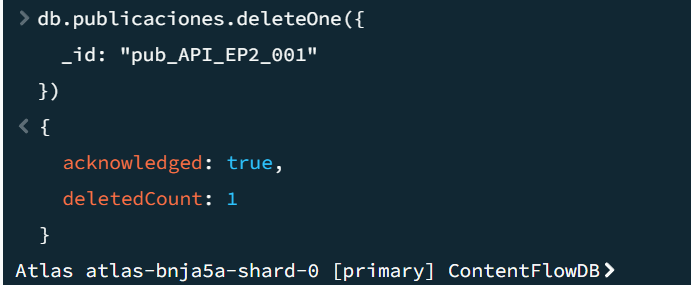 > db.publicaciones.deleteOne({
_id: "pub_API_EP2_001"
})
< {
acknowledged: true,
deletedCount: 1
}
Atlas atlas-bnja5a-shard-0 [primary] ContentFlowDB>